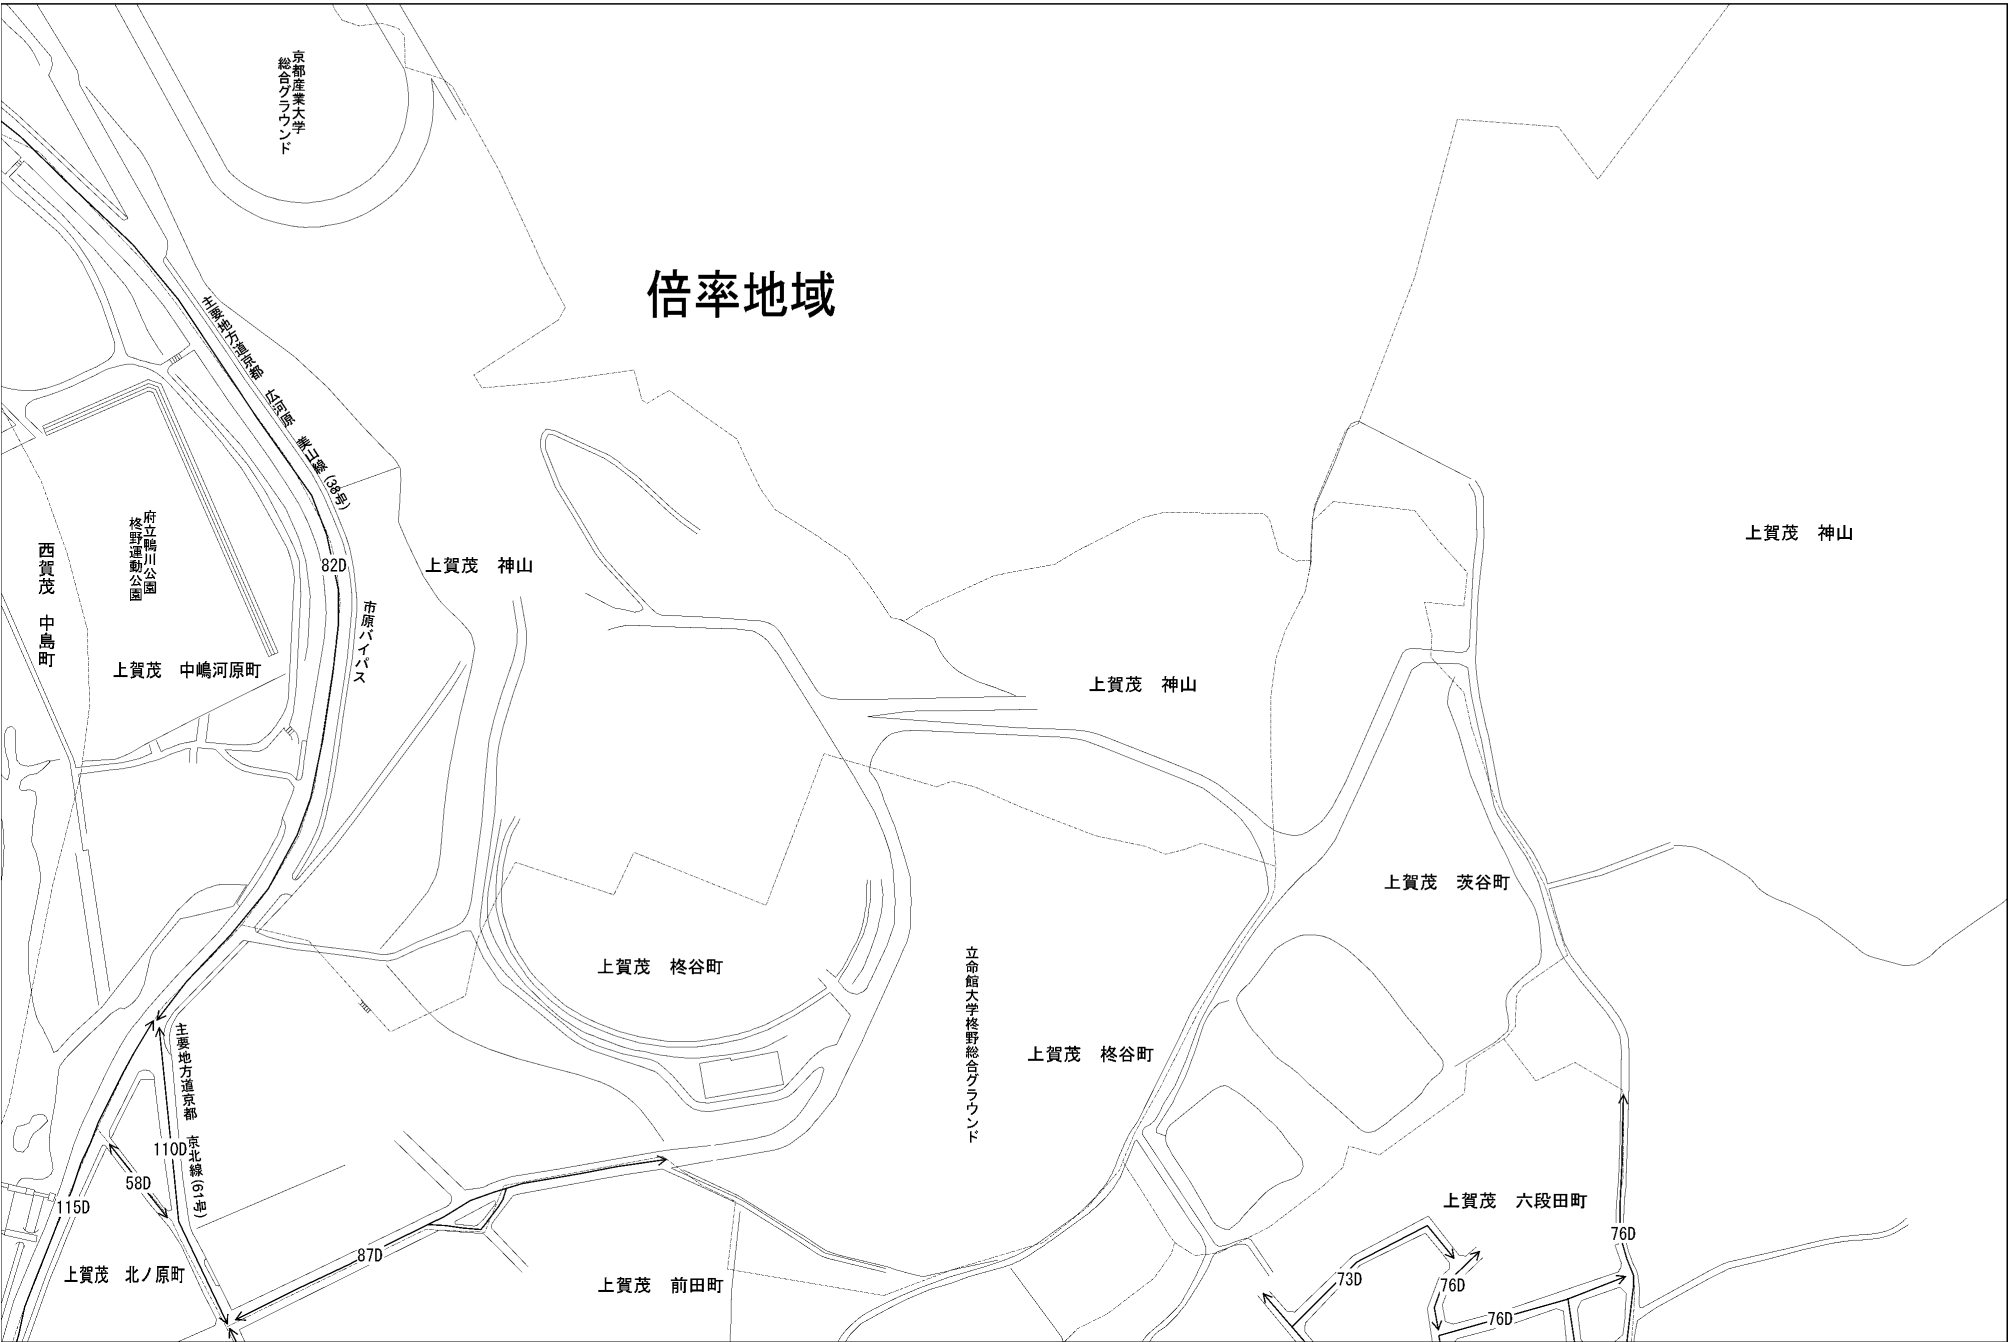 京都産業大学
総合グラウンド
倍率地域
主要地方道京都　広河原　美山線(38号)
府立鴨川公園
柊野運動公園
西賀茂　中島町
82D
上賀茂　神山
上賀茂　神山
市原バイパス
上賀茂　中嶋河原町
上賀茂　神山
上賀茂　茨谷町
上賀茂　柊谷町
立命館大学柊野総合グラウンド
上賀茂　柊谷町
主要地方道京都　京北線(61号)
110D
58D
115D
上賀茂　六段田町
76D
87D
上賀茂　北ノ原町
上賀茂　前田町
73D
76D
76D